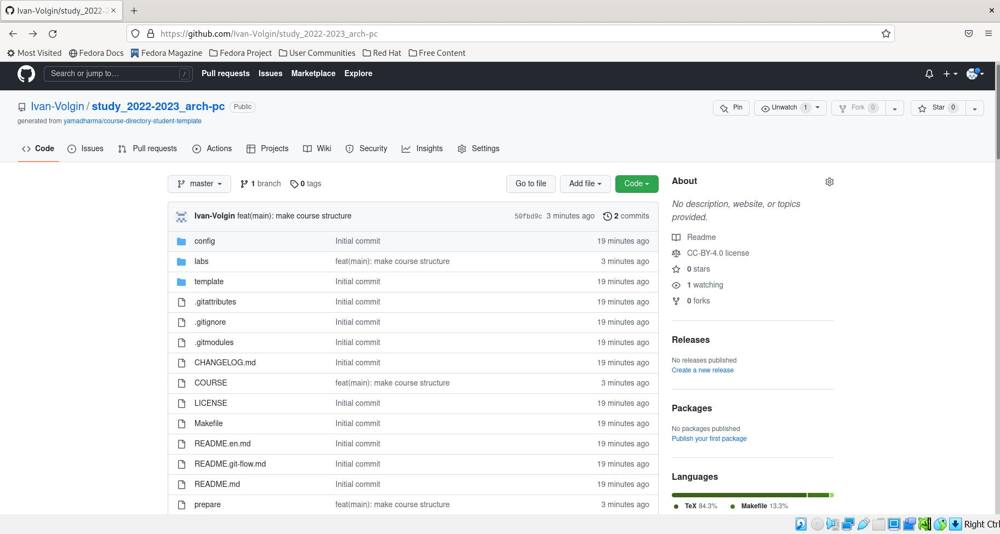 Ivan-Volgin/study_2022-2
https://github.com/Ivan-Volgin/study_2022-2023_arch-pc
Most Visited Fedora Docs Fedora Magazine Fedora Project User Communities Red Hat Free Content
Search or jump to… / Pull requests Issues Marketplace Explore
Ivan-Volgin / study_2022-2023_arch-pc Public Pin Unwatch 1 Fork 0 Star 0
generated from yamadharma/course-directory-student-template
Code Issues Pull requests Actions Projects Wiki Security Insights Settings
master 1 branch 0 tags Go to file Add file Code
Ivan-Volgin feat(main): make course structure 50fbd9c 3 minutes ago 2 commits
config Initial commit 19 minutes ago
labs feat(main): make course structure 3 minutes ago
template Initial commit 19 minutes ago
.gitattributes Initial commit 19 minutes ago
.gitignore Initial commit 19 minutes ago
.gitmodules Initial commit 19 minutes ago
CHANGELOG.md Initial commit 19 minutes ago
COURSE feat(main): make course structure 3 minutes ago
LICENSE Initial commit 19 minutes ago
Makefile Initial commit 19 minutes ago
README.en.md Initial commit 19 minutes ago
README.git-flow.md Initial commit 19 minutes ago
README.md Initial commit 19 minutes ago
prepare feat(main): make course structure 3 minutes ago
About
No description, website, or topics
provided.
Readme
CC-BY-4.0 license
0 stars
1 watching
0 forks
Releases
No releases published
Create a new release
Packages
No packages published
Publish your first package
Languages
TeX 84.3% Makefile 13.3%
Right Ctrl